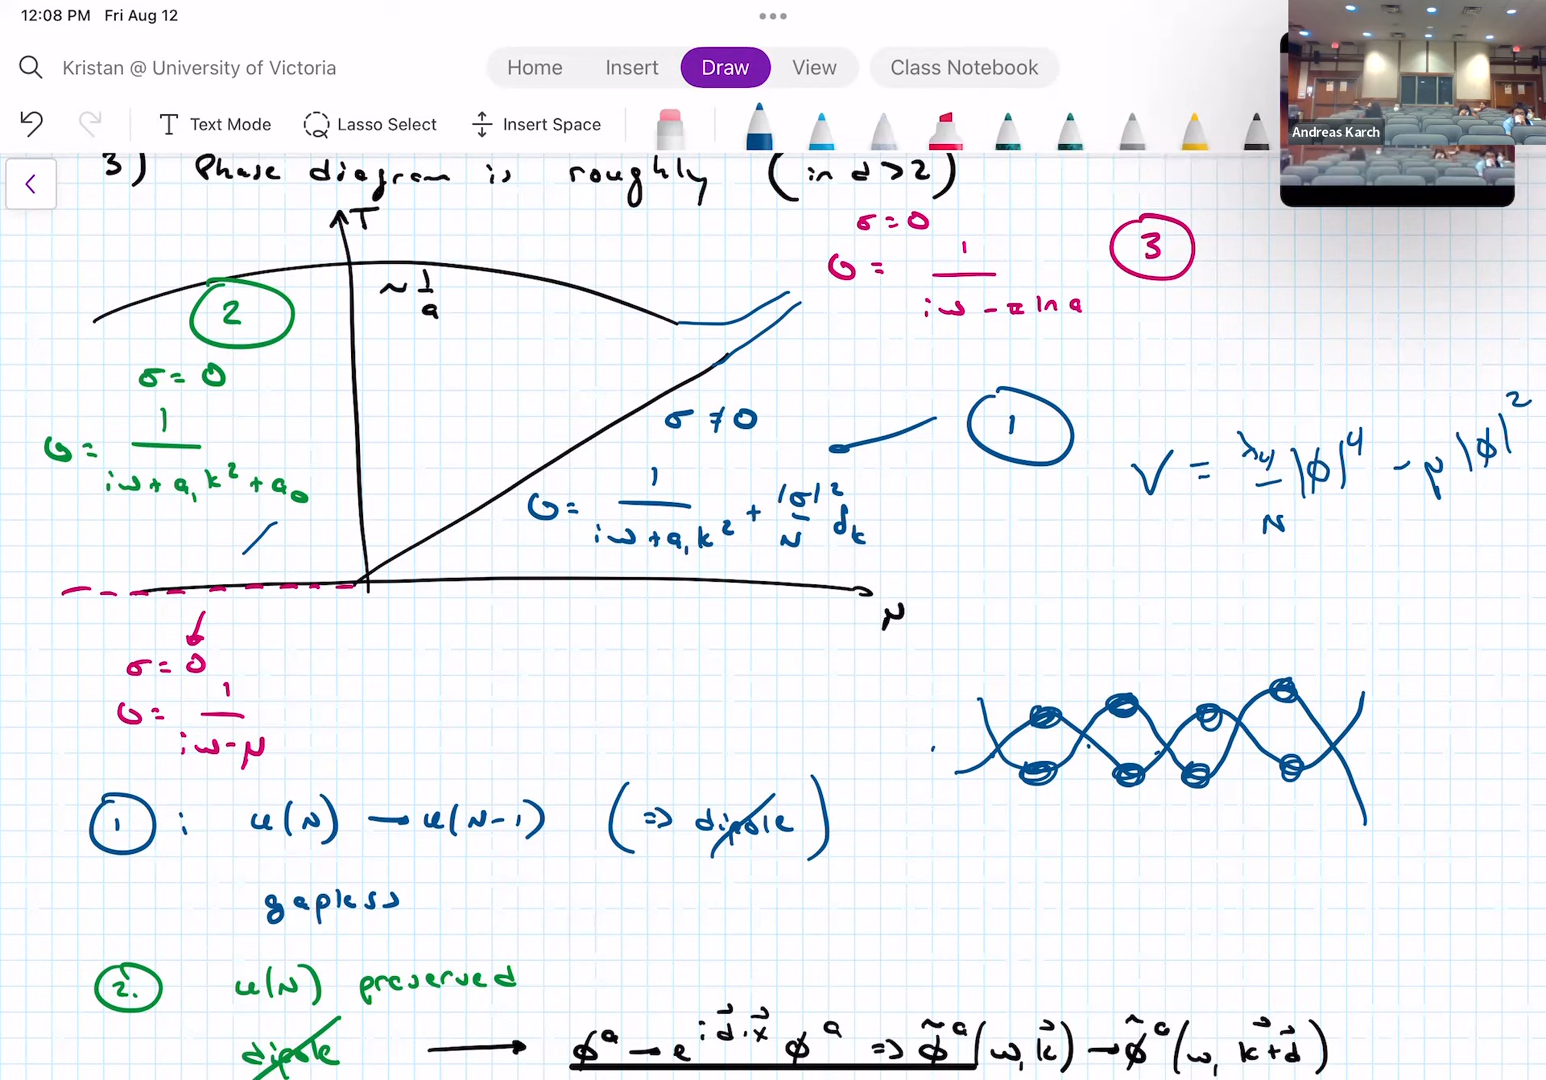 12:08 PM Fri Aug 12
Kristan @ University of Victoria
Home Insert Draw View Class Notebook
Text Mode Lasso Select Insert Space
Andreas Karch
3) Phase diagram is roughly (in d>2)
T
~ 1/a
2
σ = 0
G = 1/(iω + a₁k² + a₀)
σ = 0
G = 1/(iω - π ln a)
3
σ ≠ 0
1
G = 1/(iω + a₁k²) + |σ|²/N δₖ
V = λ₄/N |φ|⁴ - μ|φ|²
μ
σ = 0
G = 1/(iω - μ)
1 : u(N) → u(N-1) (⇒ dipole)
gapless
2. u(N) preserved
dipole → φᵃ → e^{i d⃗·x⃗} φᵃ ⇒ φ̃ᵃ(ω, k⃗) → φ̃ᵃ(ω, k⃗+d⃗)